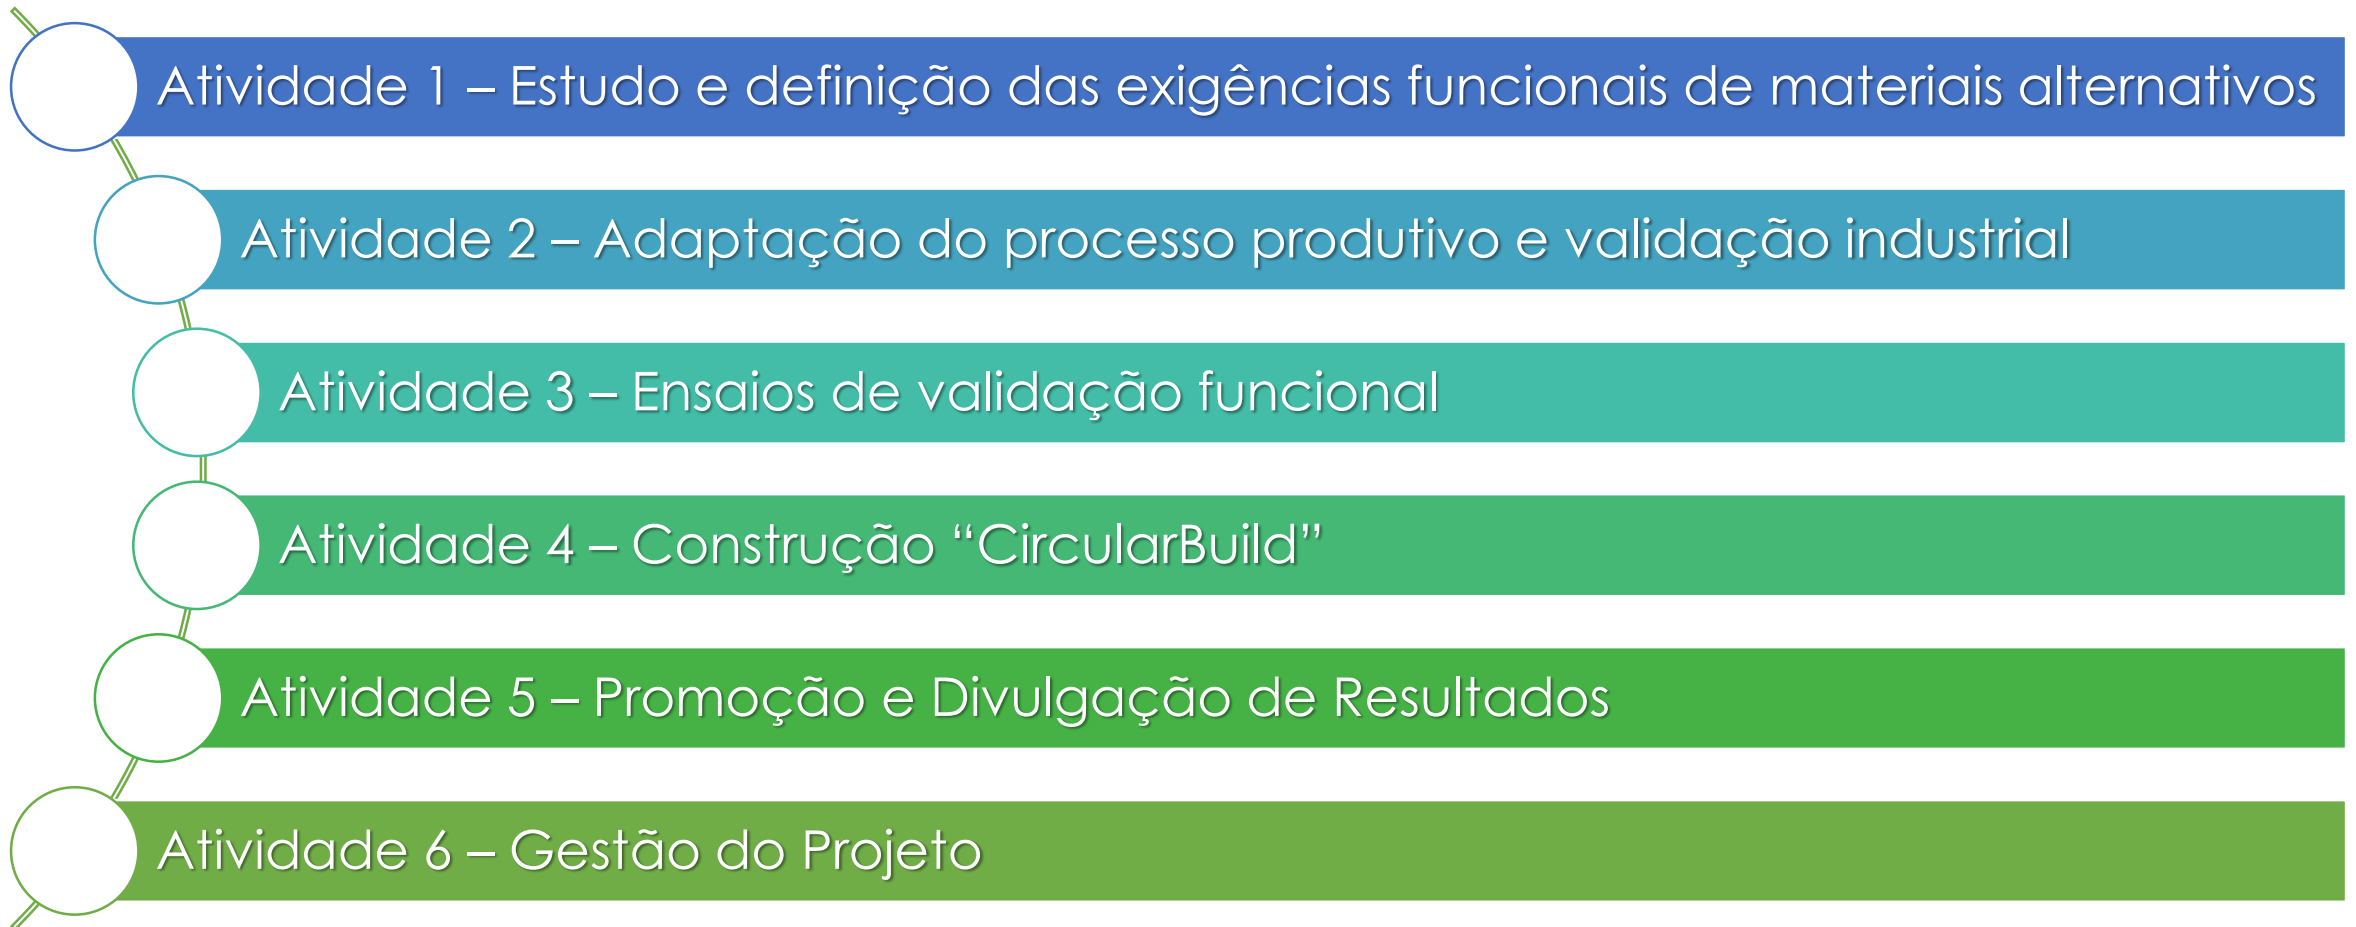 Atividade 1 – Estudo e definição das exigências funcionais de materiais alternativos
Atividade 2 – Adaptação do processo produtivo e validação industrial
Atividade 3 – Ensaios de validação funcional
Atividade 4 – Construção “CircularBuild”
Atividade 5 – Promoção e Divulgação de Resultados
Atividade 6 – Gestão do Projeto